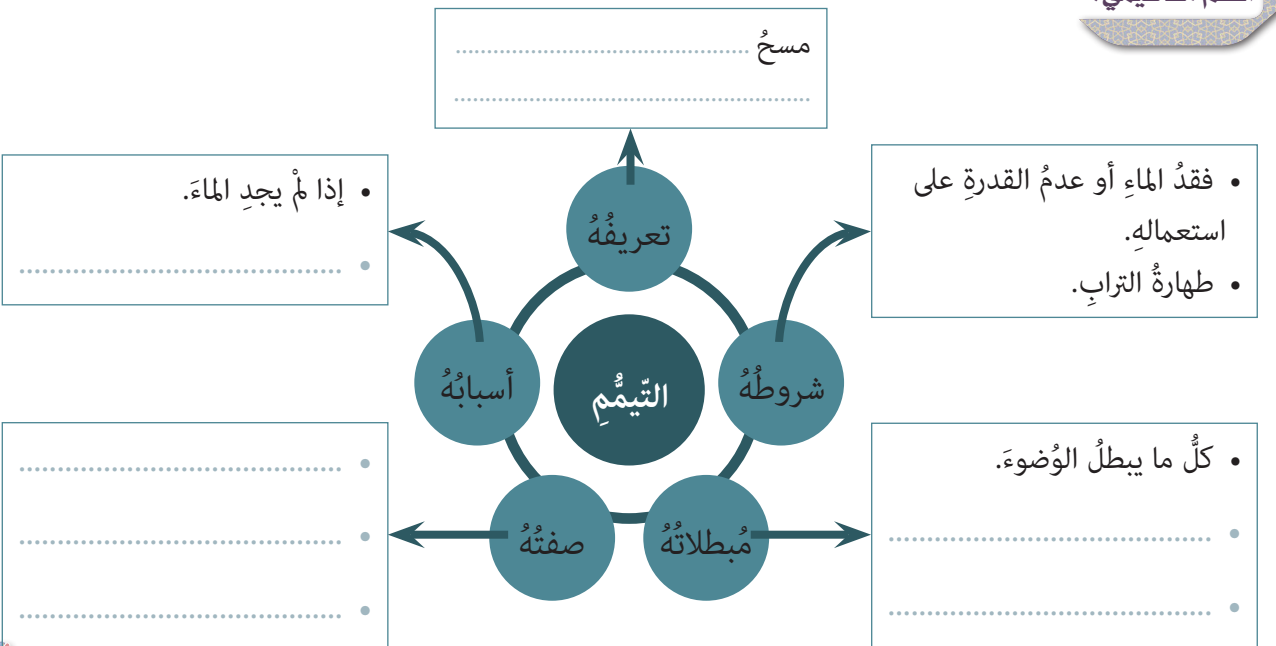 مسحُ ......................................
..............................................
• فقدُ الماءِ أو عدمُ القدرةِ على
استعمالهِ.
• طهارةُ الترابِ.
• إذا لمْ يجدِ الماءَ.
• ..........................................
تعريفُهُ
شروطُهُ
أسبابُهُ
التّيمُّمِ
مُبطلاتُهُ
صفتُهُ
• كلُّ ما يبطلُ الوُضوءَ.
• ..........................................
• ..........................................
• ..........................................
• ..........................................
• ..........................................